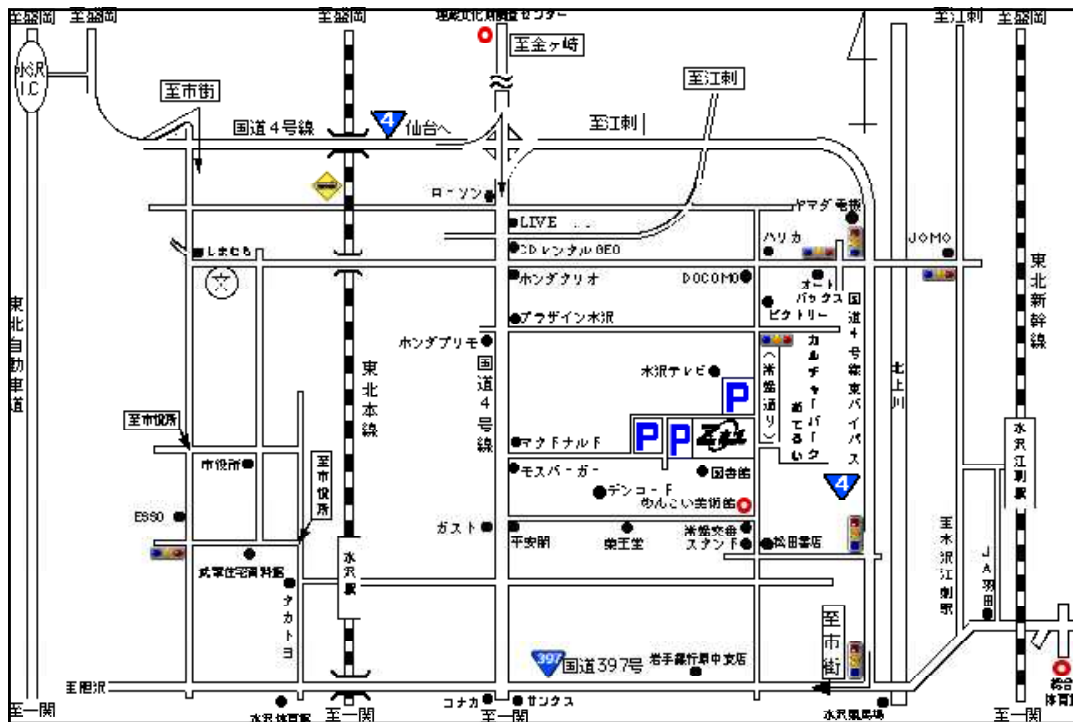 至盛岡
至盛岡
至盛岡
埋蔵文化財調査センター
至江刺
至盛岡
水沢
I.C
至金ヶ崎
至市街
至江刺
国道4号線
4
仙台へ
至江刺
ローソン
ヤマダ電機
LIVE
ハリカ
JOMO
しまむら
CDレンタルGEO
文
ホンダクリオ
DOCOMO
オート
バックス
ビクトリー
東北自動車道
東北新幹線
プラザイン水沢
ホンダプリモ
国道4号線
東北本線
カルチャーパーク
あてるい
(常盤通り)
国道4号線東バイパス
北上川
水沢テレビ
P
P
P
至市役所
マクドナルド
水沢江刺駅
市役所
至市役所
モスバーガー
図書館
デンコード
めんこい美術館
4
ESSO
ガスト
平安閣
薬王堂
常盤交番
スタンド
松田書店
至水沢江刺駅
JA羽田
武家住宅資料館
水沢駅
タカトヨ
至市街
397
国道397号
岩手銀行原中支店
至胆沢
総合
体育館
コナカ
サンクス
至一関
水沢体育館
至一関
至一関
水沢競馬場
至一関